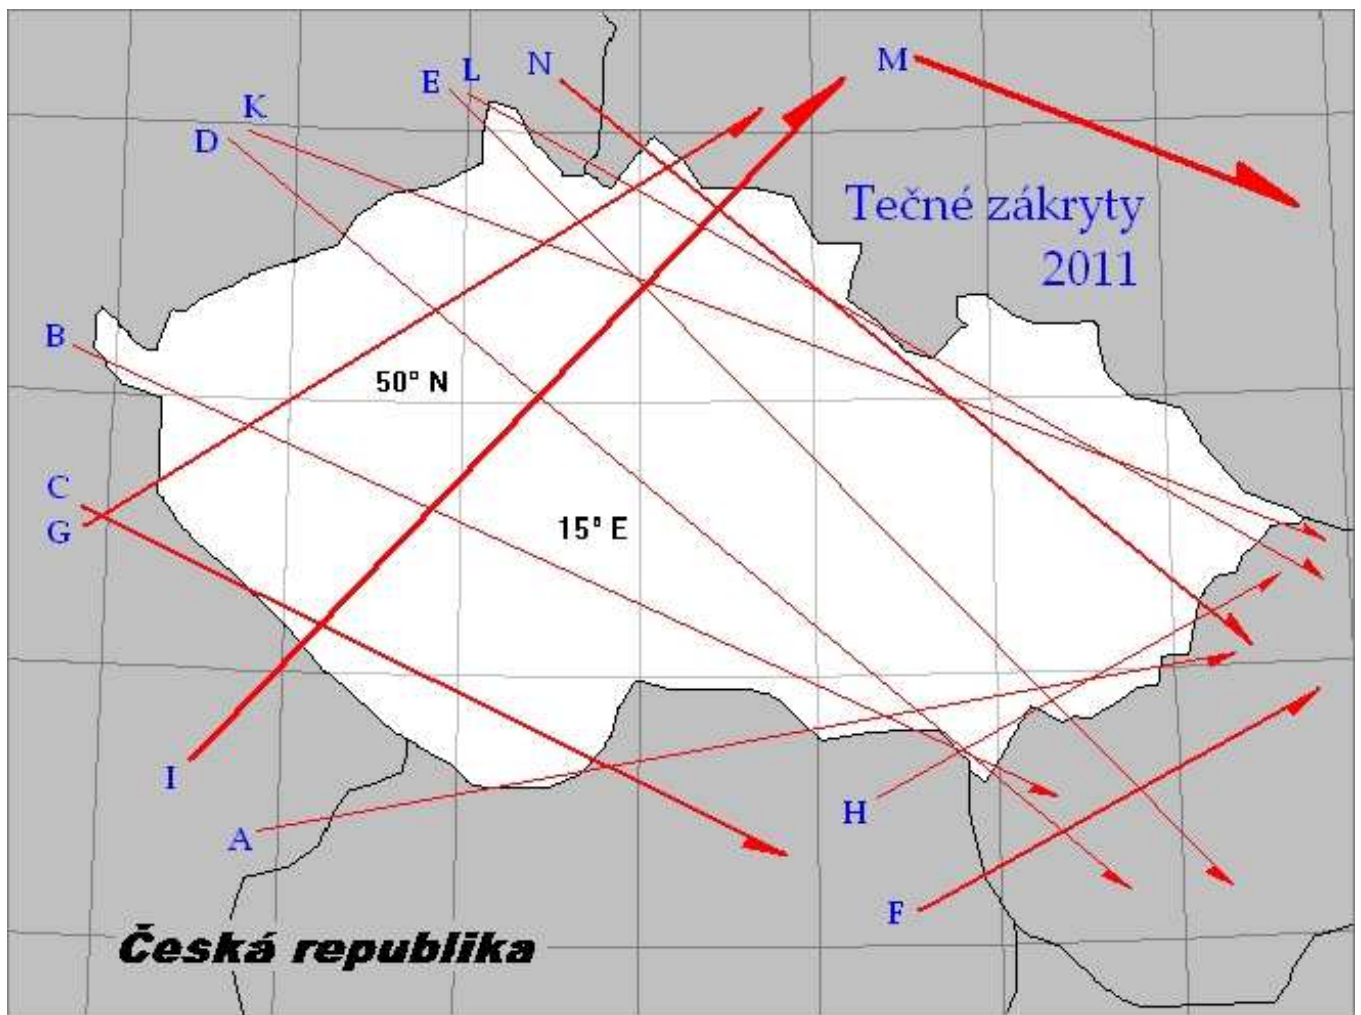 M
N
L
E
K
D
Tečné zákryty
2011
B
50° N
C
15° E
G
I
H
A
F
Česká republika